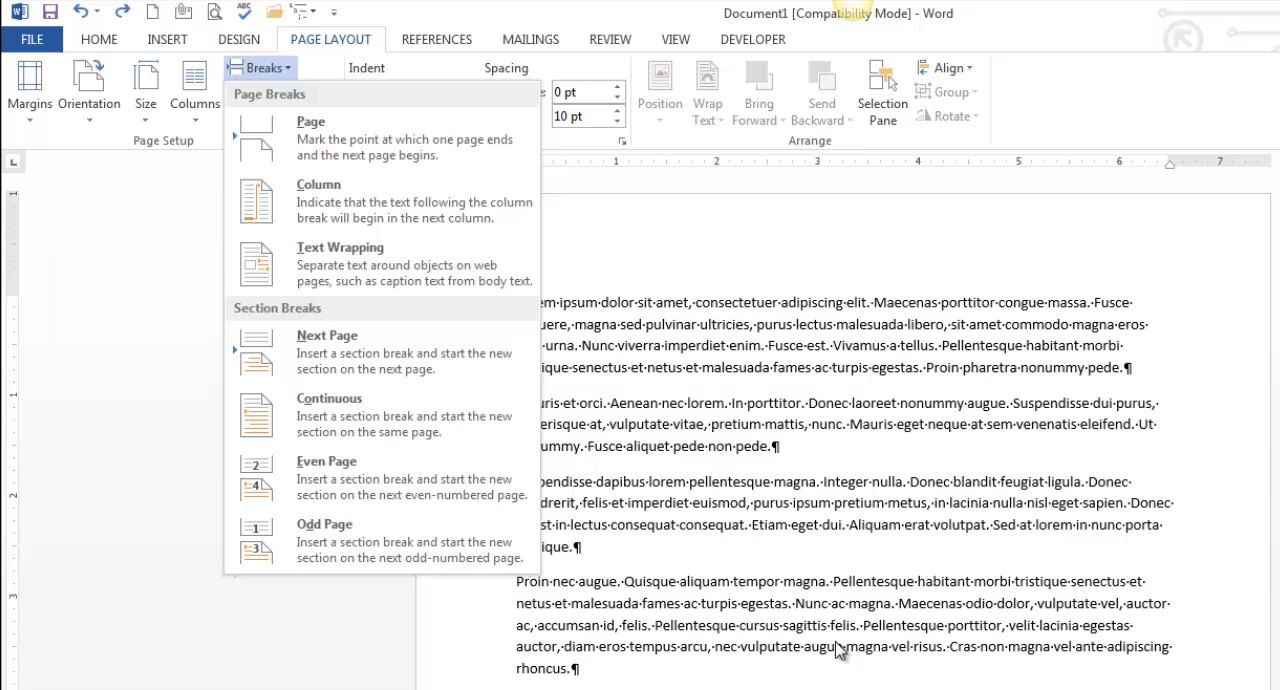 Document1 [Compatibility Mode] - Word
FILE HOME INSERT DESIGN PAGE LAYOUT REFERENCES MAILINGS REVIEW VIEW DEVELOPER
Margins Orientation Size Columns
Page Setup
Breaks
Indent Spacing
0 pt
10 pt
Position Wrap Text Bring Forward Send Backward Selection Pane
Align
Group
Rotate
Arrange
Page Breaks
Page
Mark the point at which one page ends
and the next page begins.
Column
Indicate that the text following the column
break will begin in the next column.
Text Wrapping
Separate text around objects on web
pages, such as caption text from body text.
Section Breaks
Next Page
Insert a section break and start the new
section on the next page.
Continuous
Insert a section break and start the new
section on the same page.
Even Page
Insert a section break and start the new
section on the next even-numbered page.
Odd Page
Insert a section break and start the new
section on the next odd-numbered page.
1 2 3 4 5 6 7
1
1
2
3
em·ipsum·dolor·sit·amet,·consectetuer·adipiscing·elit.·Maecenas·porttitor·congue·massa.·Fusce·
uere,·magna·sed·pulvinar·ultricies,·purus·lectus·malesuada·libero,·sit·amet·commodo·magna·eros·
urna.·Nunc·viverra·imperdiet·enim.·Fusce·est.·Vivamus·a·tellus.·Pellentesque·habitant·morbi·
ique·senectus·et·netus·et·malesuada·fames·ac·turpis·egestas.·Proin·pharetra·nonummy·pede.¶
uris·et·orci.·Aenean·nec·lorem.·In·porttitor.·Donec·laoreet·nonummy·augue.·Suspendisse·dui·purus,·
erisque·at,·vulputate·vitae,·pretium·mattis,·nunc.·Mauris·eget·neque·at·sem·venenatis·eleifend.·Ut·
ummy.·Fusce·aliquet·pede·non·pede.¶
pendisse·dapibus·lorem·pellentesque·magna.·Integer·nulla.·Donec·blandit·feugiat·ligula.·Donec·
drerit,·felis·et·imperdiet·euismod,·purus·ipsum·pretium·metus,·in·lacinia·nulla·nisl·eget·sapien.·Donec·
st·in·lectus·consequat·consequat.·Etiam·eget·dui.·Aliquam·erat·volutpat.·Sed·at·lorem·in·nunc·porta·
ique.¶
Proin·nec·augue.·Quisque·aliquam·tempor·magna.·Pellentesque·habitant·morbi·tristique·senectus·et·
netus·et·malesuada·fames·ac·turpis·egestas.·Nunc·ac·magna.·Maecenas·odio·dolor,·vulputate·vel,·auctor·
ac,·accumsan·id,·felis.·Pellentesque·cursus·sagittis·felis.·Pellentesque·porttitor,·velit·lacinia·egestas·
auctor,·diam·eros·tempus·arcu,·nec·vulputate·augue·magna·vel·risus.·Cras·non·magna·vel·ante·adipiscing·
rhoncus.¶